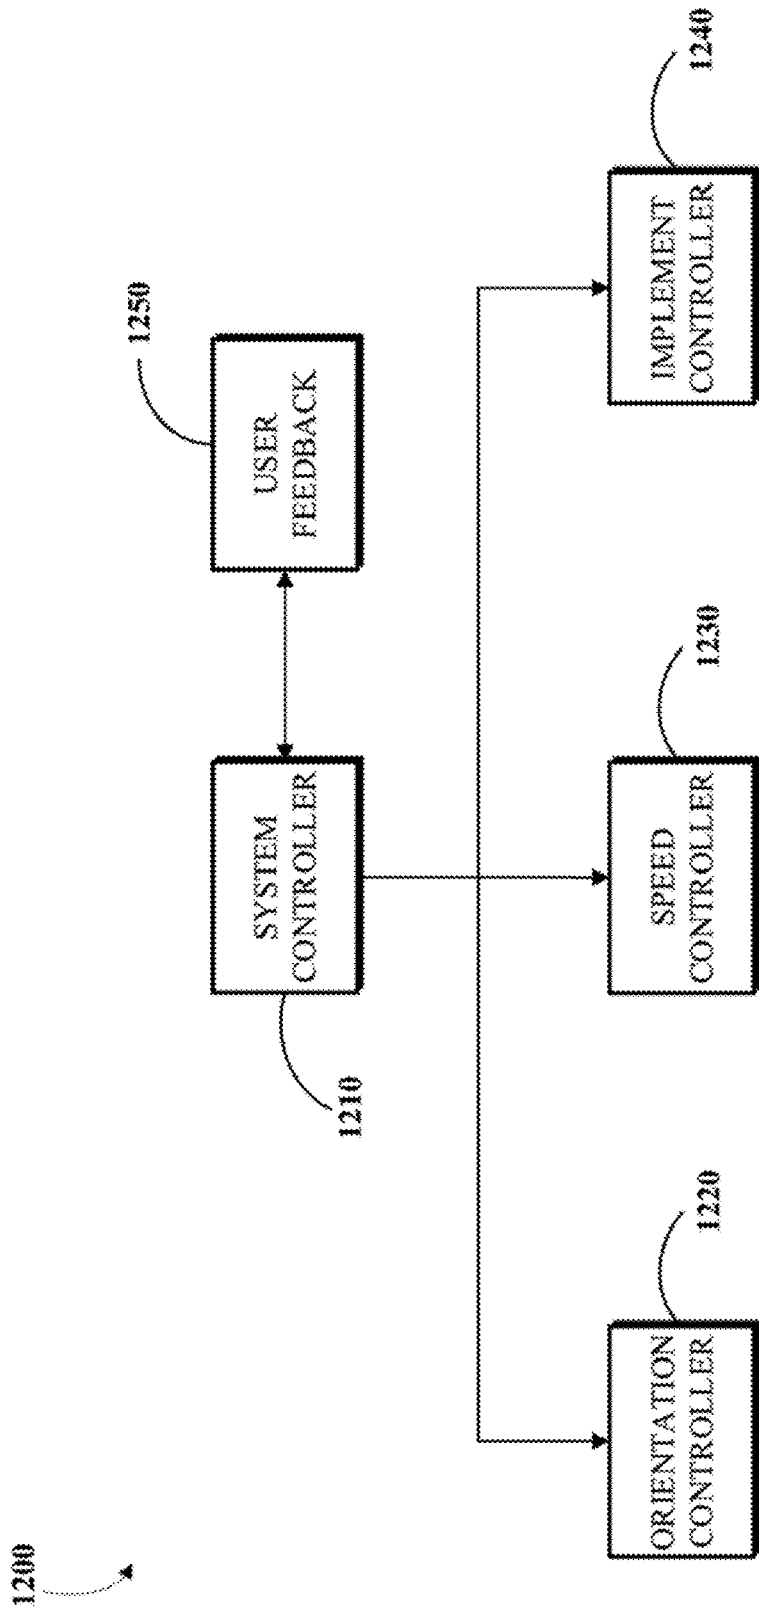 1200
1250
USER
FEEDBACK
SYSTEM
CONTROLLER
1210
1240
IMPLEMENT
CONTROLLER
1230
SPEED
CONTROLLER
1220
ORIENTATION
CONTROLLER